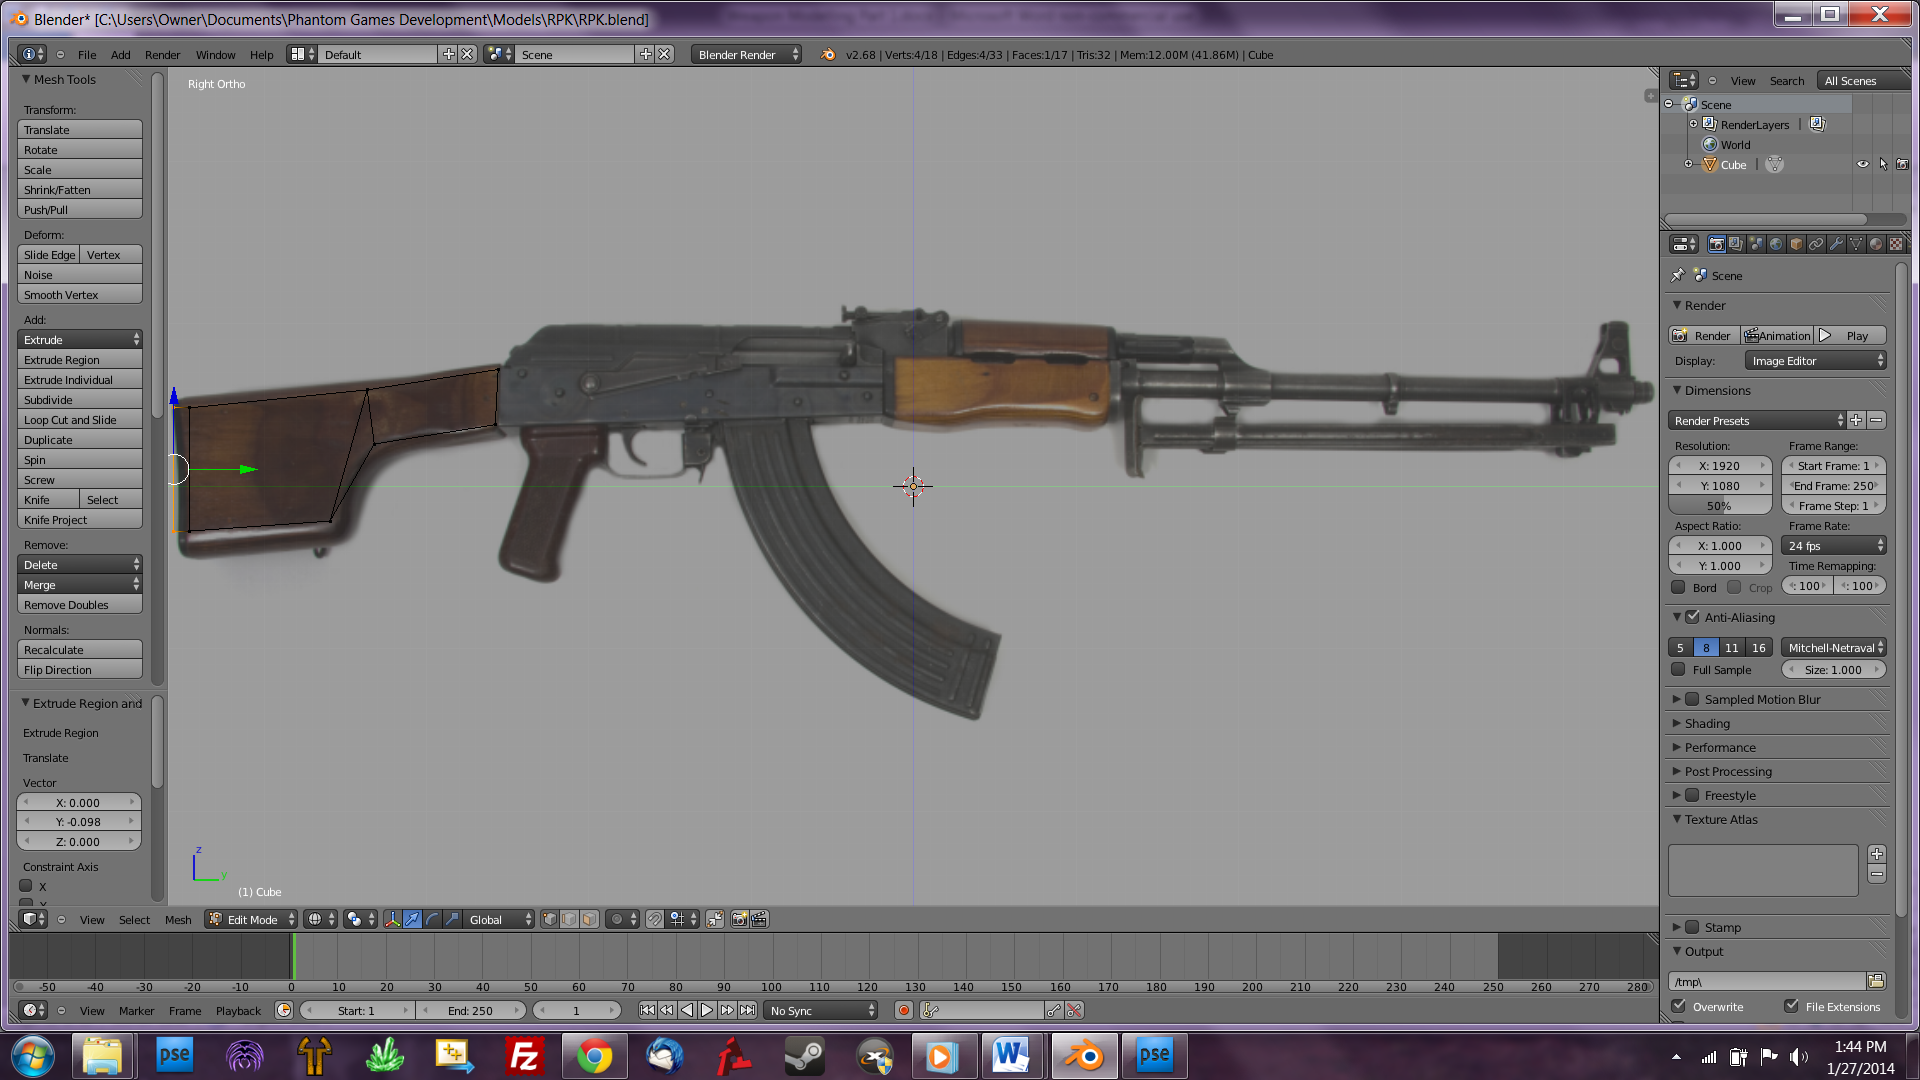 Blender* [C:\Users\Owner\Documents\Phantom Games Development\Models\RPK\RPK.blend]
File Add Render Window Help Default Scene Blender Render v2.68 | Verts:4/18 | Edges:4/33 | Faces:1/17 | Tris:32 | Mem:12.00M (41.86M) | Cube
Mesh Tools
Transform:
Translate
Rotate
Scale
Shrink/Fatten
Push/Pull
Deform:
Slide Edge Vertex
Noise
Smooth Vertex
Add:
Extrude
Extrude Region
Extrude Individual
Subdivide
Loop Cut and Slide
Duplicate
Spin
Screw
Knife Select
Knife Project
Remove:
Delete
Merge
Remove Doubles
Normals:
Recalculate
Flip Direction
Extrude Region and
Extrude Region
Translate
Vector
X: 0.000
Y: -0.098
Z: 0.000
Constraint Axis
X
Right Ortho
z
y
(1) Cube
View Search All Scenes
Scene
RenderLayers |
World
Cube |
Scene
Render
Render Animation Play
Display: Image Editor
Dimensions
Render Presets
Resolution: Frame Range:
X: 1920 Start Frame: 1
Y: 1080 End Frame: 250
50% Frame Step: 1
Aspect Ratio: Frame Rate:
X: 1.000 24 fps
Y: 1.000 Time Remapping:
Bord Crop : 100 : 100
Anti-Aliasing
5 8 11 16 Mitchell-Netraval
Full Sample Size: 1.000
Sampled Motion Blur
Shading
Performance
Post Processing
Freestyle
Texture Atlas
Stamp
Output
/tmp\
Overwrite File Extensions
View Select Mesh Edit Mode Global
-50 -40 -30 -20 -10 0 10 20 30 40 50 60 70 80 90 100 110 120 130 140 150 160 170 180 190 200 210 220 230 240 250 260 270 280
View Marker Frame Playback Start: 1 End: 250 1 No Sync
pse Fz W pse
1:44 PM
1/27/2014